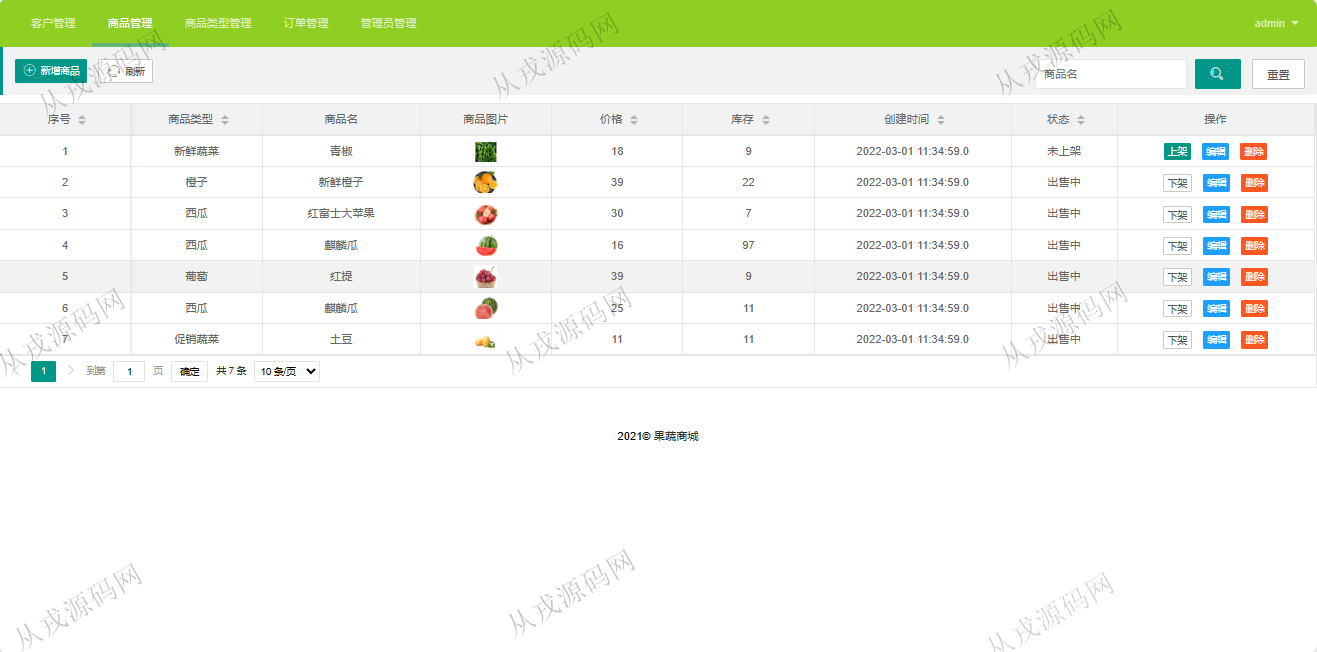 客户管理 商品管理 商品类型管理 订单管理 管理员管理 admin
新增商品 刷新 商品名 重置
序号 商品类型 商品名 商品图片 价格 库存 创建时间 状态 操作
1 新鲜蔬菜 青椒 18 9 2022-03-01 11:34:59.0 未上架 上架 编辑 删除
2 橙子 新鲜橙子 39 22 2022-03-01 11:34:59.0 出售中 下架 编辑 删除
3 西瓜 红富士大苹果 30 7 2022-03-01 11:34:59.0 出售中 下架 编辑 删除
4 西瓜 麒麟瓜 16 97 2022-03-01 11:34:59.0 出售中 下架 编辑 删除
5 葡萄 红提 39 9 2022-03-01 11:34:59.0 出售中 下架 编辑 删除
6 西瓜 麒麟瓜 25 11 2022-03-01 11:34:59.0 出售中 下架 编辑 删除
7 促销蔬菜 土豆 11 11 2022-03-01 11:34:59.0 出售中 下架 编辑 删除
1 到第 1 页 确定 共 7 条 10 条/页
2021© 果蔬商城
从戎源码网
从戎源码网
从戎源码网
从戎源码网
从戎源码网
从戎源码网
从戎源码网
从戎源码网
从戎源码网